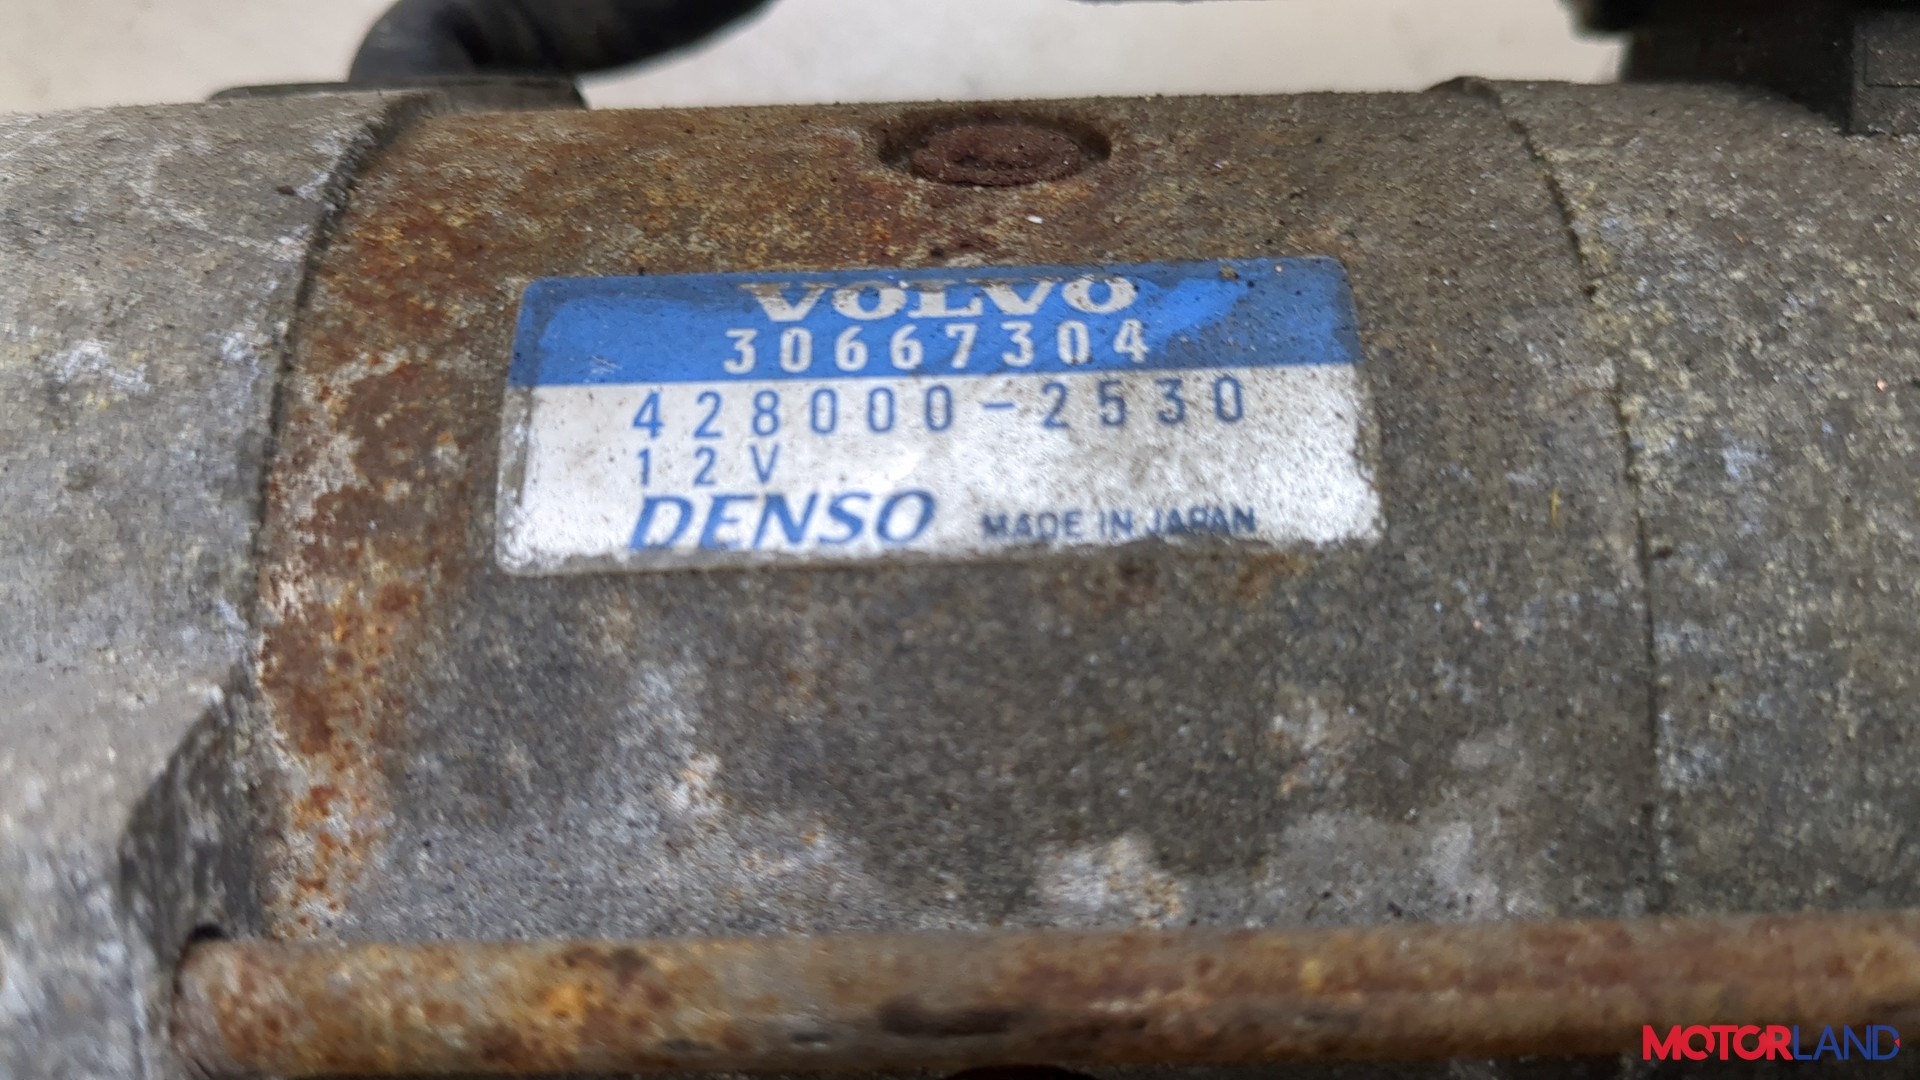 VOLVO
30667304
428000-2530
12V
DENSO MADE IN JAPAN
MOTORLAND